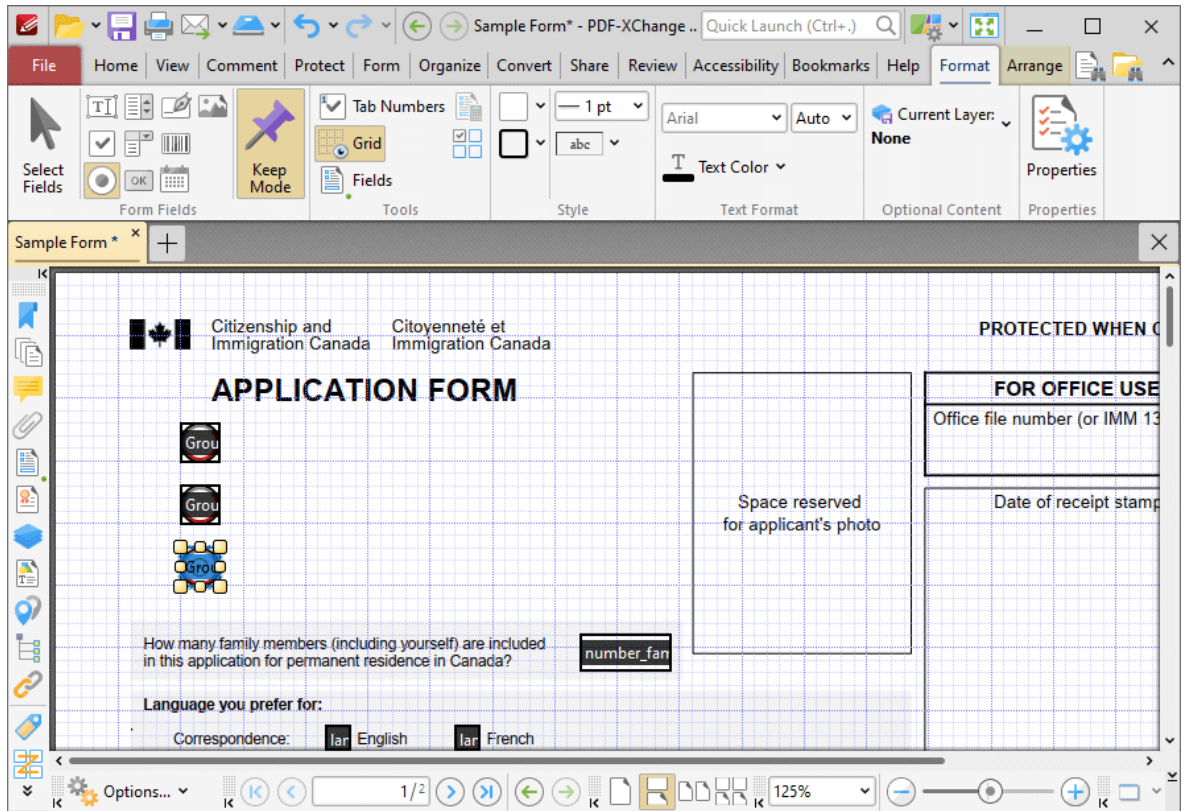 Sample Form* - PDF-XChange ..
Quick Launch (Ctrl+.)
File Home View Comment Protect Form Organize Convert Share Review Accessibility Bookmarks Help Format Arrange
Select
Fields
OK
Form Fields
Keep
Mode
Tab Numbers
Grid
Fields
Tools
1 pt
abc
Style
Arial
Auto
T Text Color
Text Format
Current Layer:
None
Optional Content
Properties
Properties
Sample Form *
Citizenship and
Immigration Canada
Citoyenneté et
Immigration Canada
PROTECTED WHEN
APPLICATION FORM
Grou
Grou
Grou
Space reserved
for applicant's photo
FOR OFFICE USE
Office file number (or IMM 13
Date of receipt stamp
How many family members (including yourself) are included
in this application for permanent residence in Canada?
number_fam
Language you prefer for:
Correspondence: lar English lar French
Options... 1/2 125%